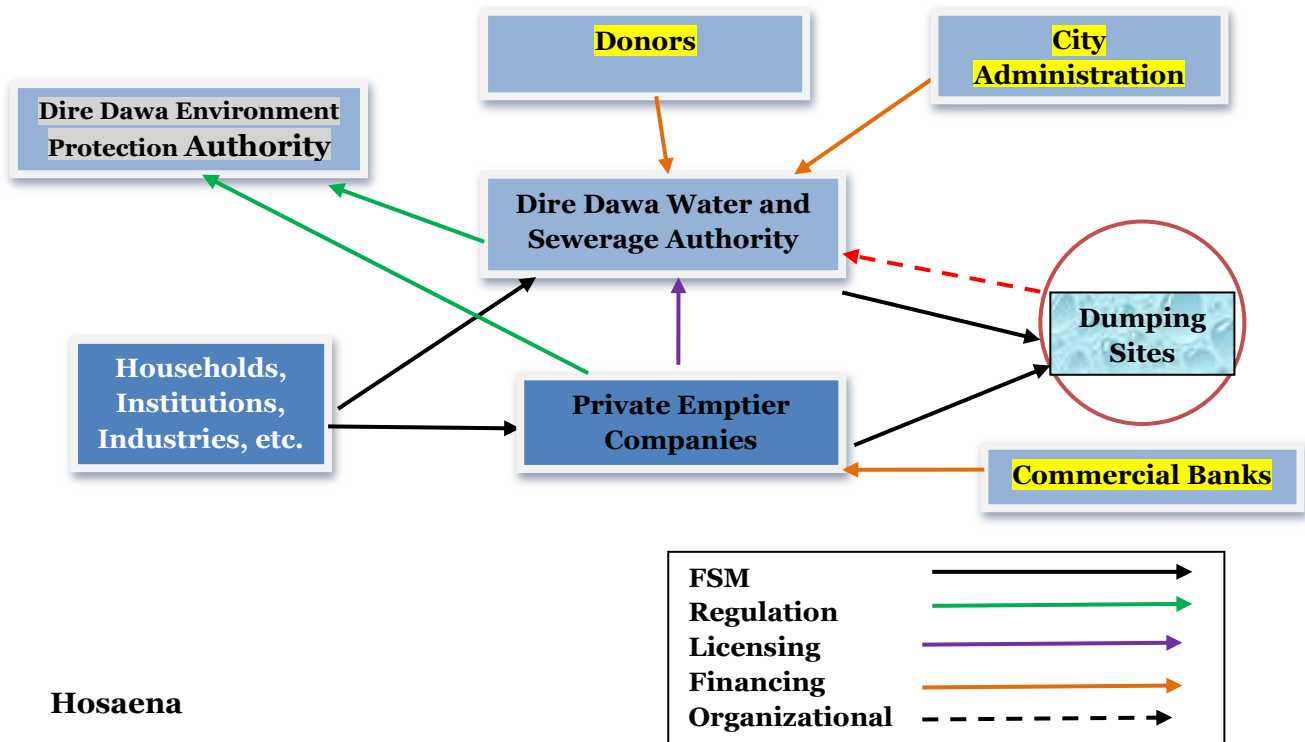 Donors
City
Administration
Dire Dawa Environment
Protection Authority
Dire Dawa Water and
Sewerage Authority
Dumping
Sites
Households,
Institutions,
Industries, etc.
Private Emptier
Companies
Commercial Banks
FSM
Regulation
Licensing
Financing
Organizational
Hosaena